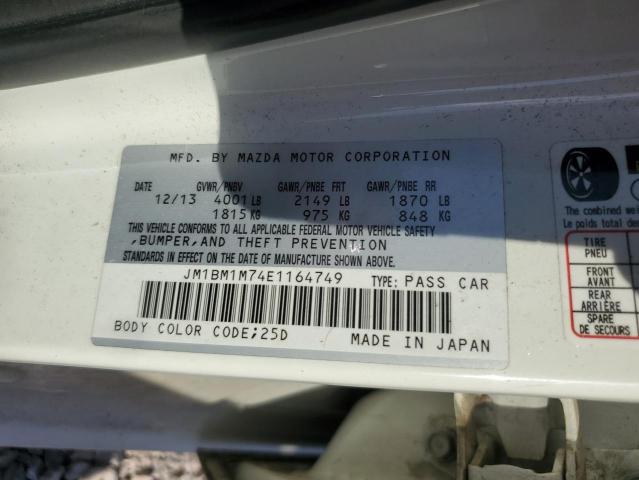 MFD. BY MAZDA MOTOR CORPORATION
DATE GVWR/PNBV GAWR/PNBE FRT GAWR/PNBE RR
12/13 4001 LB 2149 LB 1870 LB
1815 KG 975 KG 848 KG
THIS VEHICLE CONFORMS TO ALL APPLICABLE FEDERAL MOTOR VEHICLE SAFETY
,BUMPER,AND THEFT PREVENTION
STANDARDS IN EFFECT ON THE DATE OF MANUFACTURE SHOWN ABOVE.
JM1BM1M74E1164749 TYPE: PASS CAR
BODY COLOR CODE;25D MADE IN JAPAN
The combined wei
Le poids total des
TIRE
PNEU
FRONT
AVANT
REAR
ARRIÈRE
SPARE
DE SECOURS